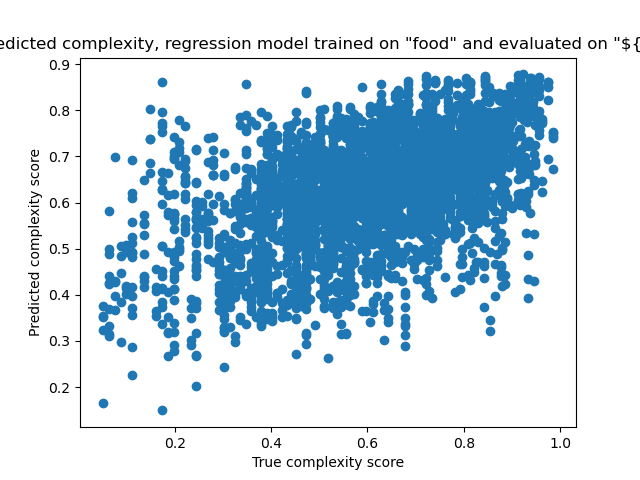 edicted complexity, regression model trained on "food" and evaluated on "${
0.9
0.8
0.7
0.6
0.5
0.4
0.3
0.2
Predicted complexity score
0.2 0.4 0.6 0.8 1.0
True complexity score